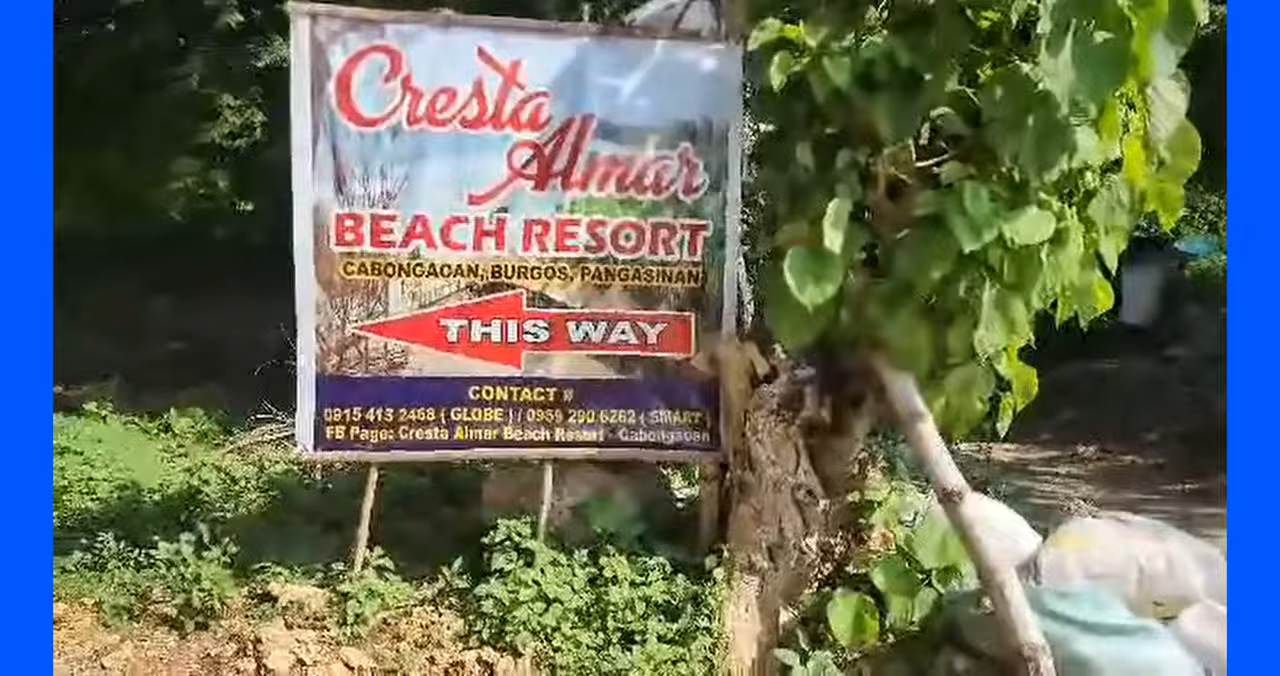 Cresta
Almar
BEACH RESORT
CABONGAOAN, BURGOS, PANGASINAN
THIS WAY
CONTACT #
0915 413 2468 ( GLOBE ) / 0959 290 6262 ( SMART )
FB Page: Cresta Almar Beach Resort - Cabongaoan